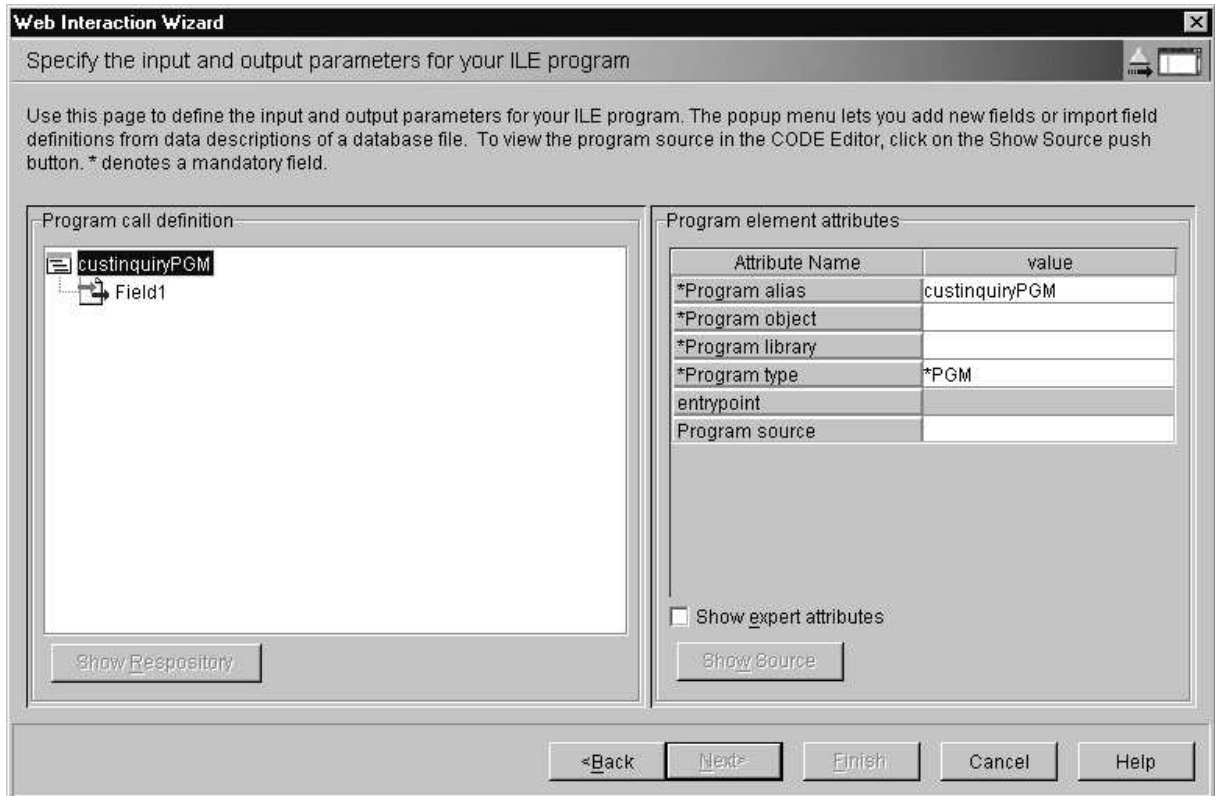 Web Interaction Wizard
Specify the input and output parameters for your ILE program
Use this page to define the input and output parameters for your ILE program. The popup menu lets you add new fields or import field
definitions from data descriptions of a database file. To view the program source in the CODE Editor, click on the Show Source push
button. * denotes a mandatory field.
Program call definition
custinquiryPGM
Field1
Show Respository
Program element attributes
Attribute Name value
*Program alias custinquiryPGM
*Program object
*Program library
*Program type *PGM
entrypoint
Program source
Show expert attributes
Show Source
<Back Next> Finish Cancel Help